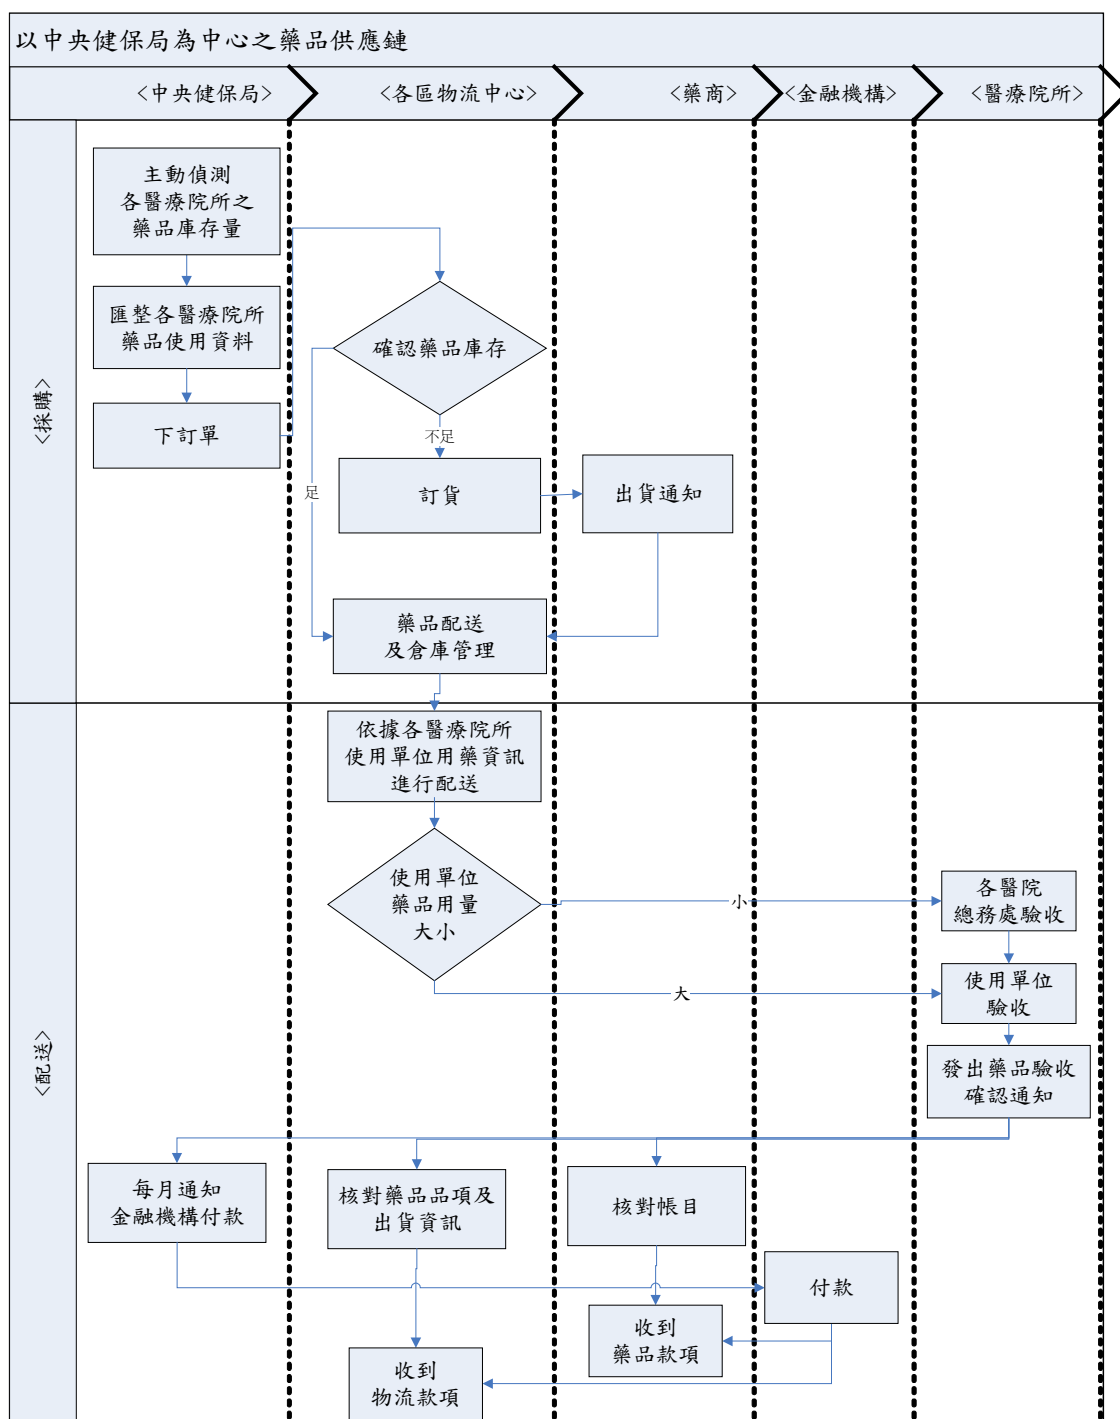 以中央健保局為中心之藥品供應鏈
<中央健保局>
<各區物流中心>
<藥商>
<金融機構>
<醫療院所>
<採購>
主動偵測
各醫療院所之
藥品庫存量
匯整各醫療院所
藥品使用資料
下訂單
確認藥品庫存
不足
足
訂貨
出貨通知
藥品配送
及倉庫管理
<配送>
依據各醫療院所
使用單位用藥資訊
進行配送
使用單位
藥品用量
大小
小
大
各醫院
總務處驗收
使用單位
驗收
發出藥品驗收
確認通知
每月通知
金融機構付款
核對藥品品項及
出貨資訊
核對帳目
付款
收到
藥品款項
收到
物流款項